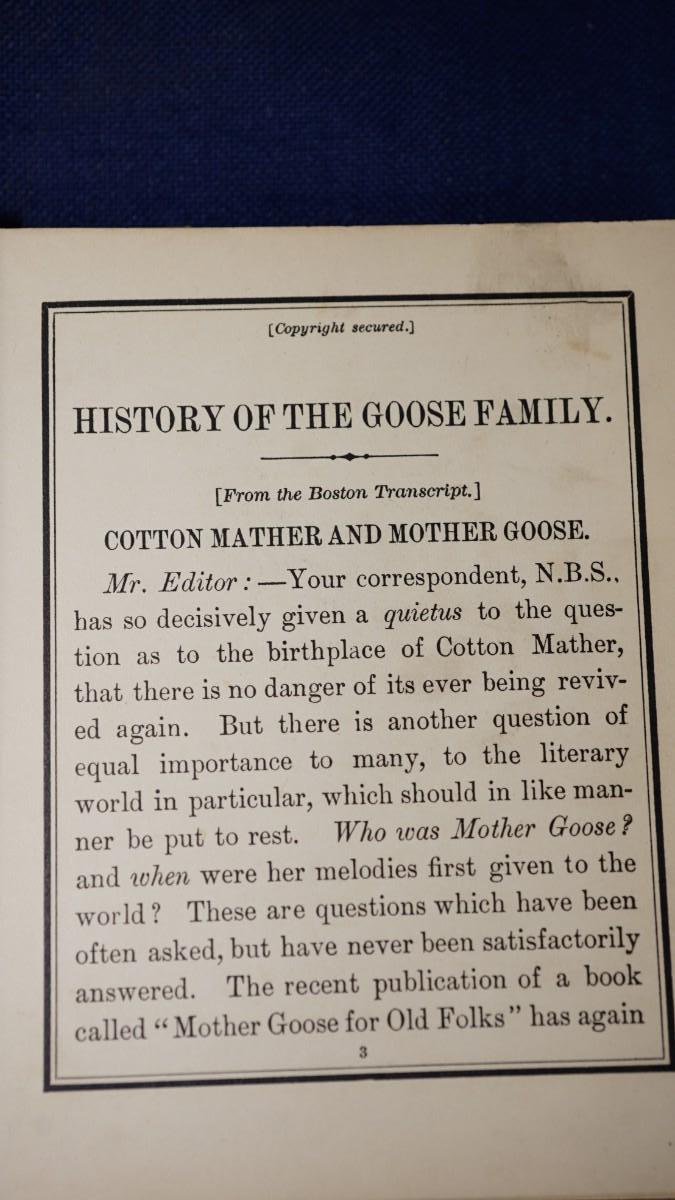 [Copyright secured.]
HISTORY OF THE GOOSE FAMILY.
[From the Boston Transcript.]
COTTON MATHER AND MOTHER GOOSE.
Mr. Editor:—Your correspondent, N.B.S.,
has so decisively given a quietus to the ques-
tion as to the birthplace of Cotton Mather,
that there is no danger of its ever being reviv-
ed again. But there is another question of
equal importance to many, to the literary
world in particular, which should in like man-
ner be put to rest. Who was Mother Goose?
and when were her melodies first given to the
world? These are questions which have been
often asked, but have never been satisfactorily
answered. The recent publication of a book
called “Mother Goose for Old Folks” has again
3